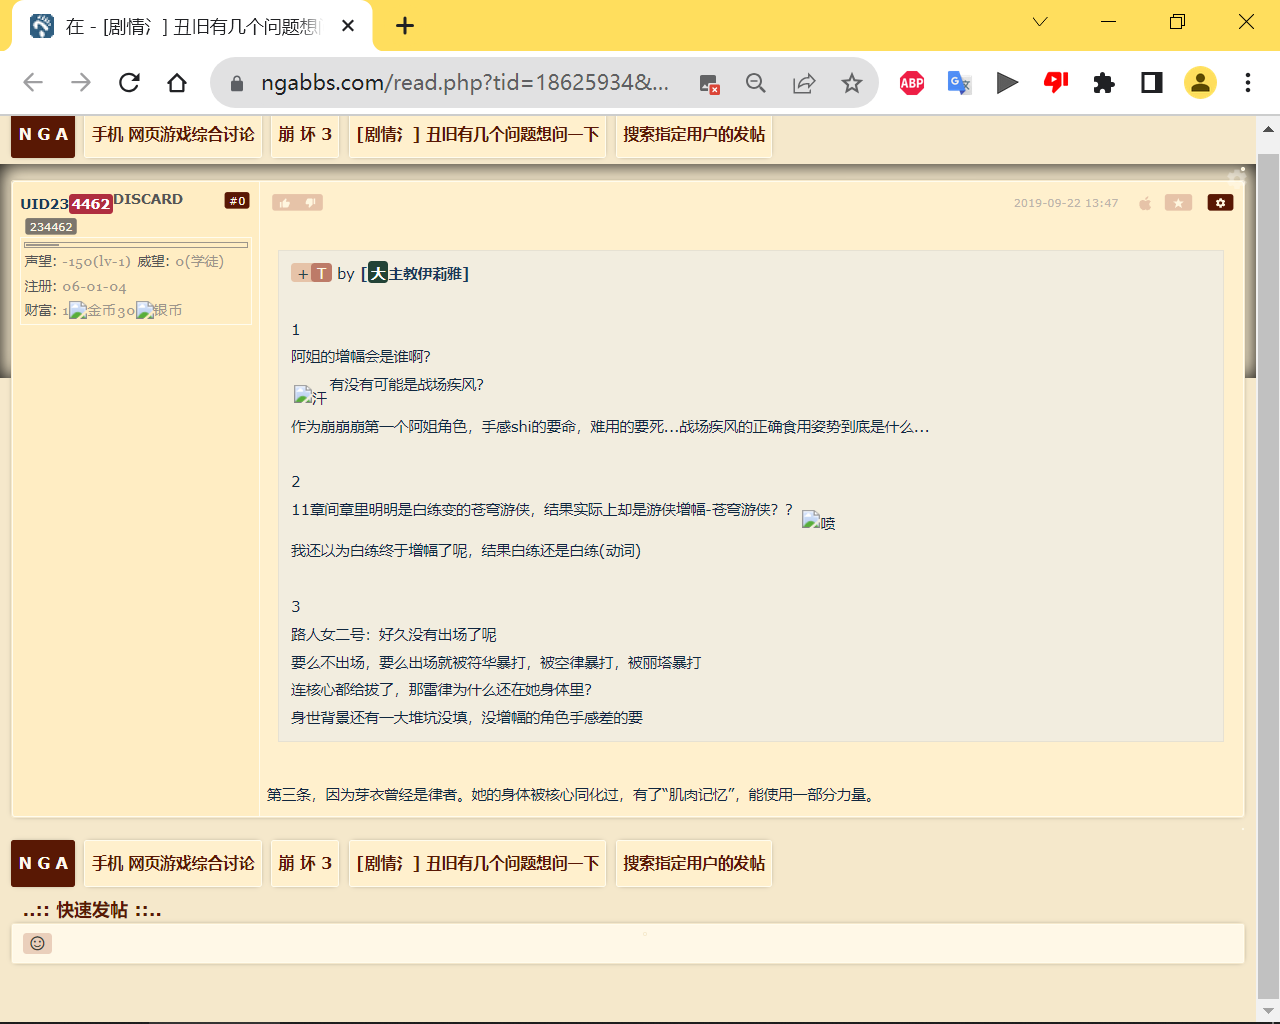 在 - [剧情氵] 丑旧有几个问题想
ngabbs.com/read.php?tid=18625934&...
ABP
N G A
手机 网页游戏综合讨论
崩 坏 3
[剧情氵] 丑旧有几个问题想问一下
搜索指定用户的发帖
UID234462DISCARD
#0
234462
声望: -150(lv-1) 威望: 0(学徒)
注册: 06-01-04
财富: 1金币30银币
2019-09-22 13:47
+ T by [大主教伊莉雅]
1
阿姐的增幅会是谁啊?
汗 有没有可能是战场疾风?
作为崩崩崩第一个阿姐角色，手感shi的要命，难用的要死...战场疾风的正确食用姿势到底是什么...
2
11章间章里明明是白练变的苍穹游侠，结果实际上却是游侠增幅-苍穹游侠？？ 喷
我还以为白练终于增幅了呢，结果白练还是白练(动词)
3
路人女二号：好久没有出场了呢
要么不出场，要么出场就被符华暴打，被空律暴打，被丽塔暴打
连核心都给拔了，那雷律为什么还在她身体里?
身世背景还有一大堆坑没填，没增幅的角色手感差的要
第三条，因为芽衣曾经是律者。她的身体被核心同化过，有了“肌肉记忆”，能使用一部分力量。
N G A
手机 网页游戏综合讨论
崩 坏 3
[剧情氵] 丑旧有几个问题想问一下
搜索指定用户的发帖
..:: 快速发帖 ::..